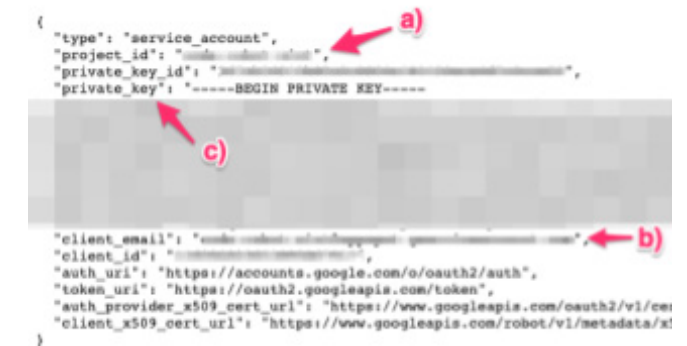 a)
{
"type": "service_account",
"project_id": "
",
"private_key_id": "
",
"private_key": "-----BEGIN PRIVATE KEY-----
c)
"client_email": "
",
b)
"client_id": "
",
"auth_uri": "https://accounts.google.com/o/oauth2/auth",
"token_uri": "https://oauth2.googleapis.com/token",
"auth_provider_x509_cert_url": "https://www.googleapis.com/oauth2/v1/cer
"client_x509_cert_url": "https://www.googleapis.com/robot/v1/metadata/x5
}